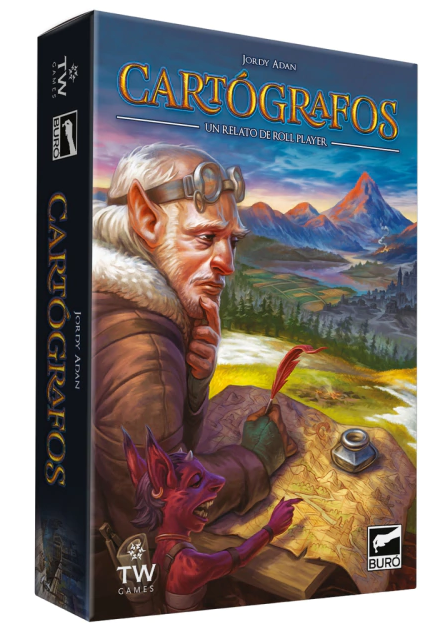 JORDY ADAN
CARTÓGRAFOS
UN RELATO DE ROLL PLAYER
TW
GAMES
BURÓ
TW
GAMES
BURÓ
CARTÓGRAFOS
JORDY ADAN